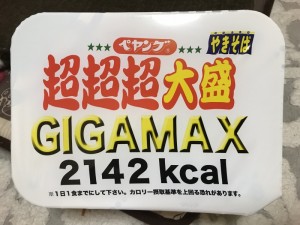 ペヤング
やきそば
超超超大盛
GIGAMAX
2142 kcal
※1日1食までにして下さい。カロリー摂取基準を上回る恐れがあります。